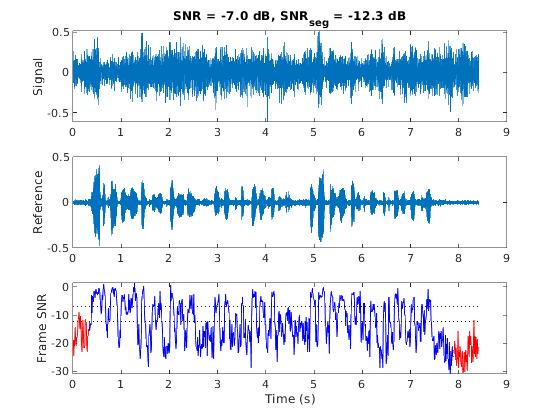 SNR = -7.0 dB, SNRseg = -12.3 dB
Signal
0.5
0
-0.5
0 1 2 3 4 5 6 7 8 9
Reference
0.5
0
-0.5
0 1 2 3 4 5 6 7 8 9
Frame SNR
0
-10
-20
-30
0 1 2 3 4 5 6 7 8 9
Time (s)